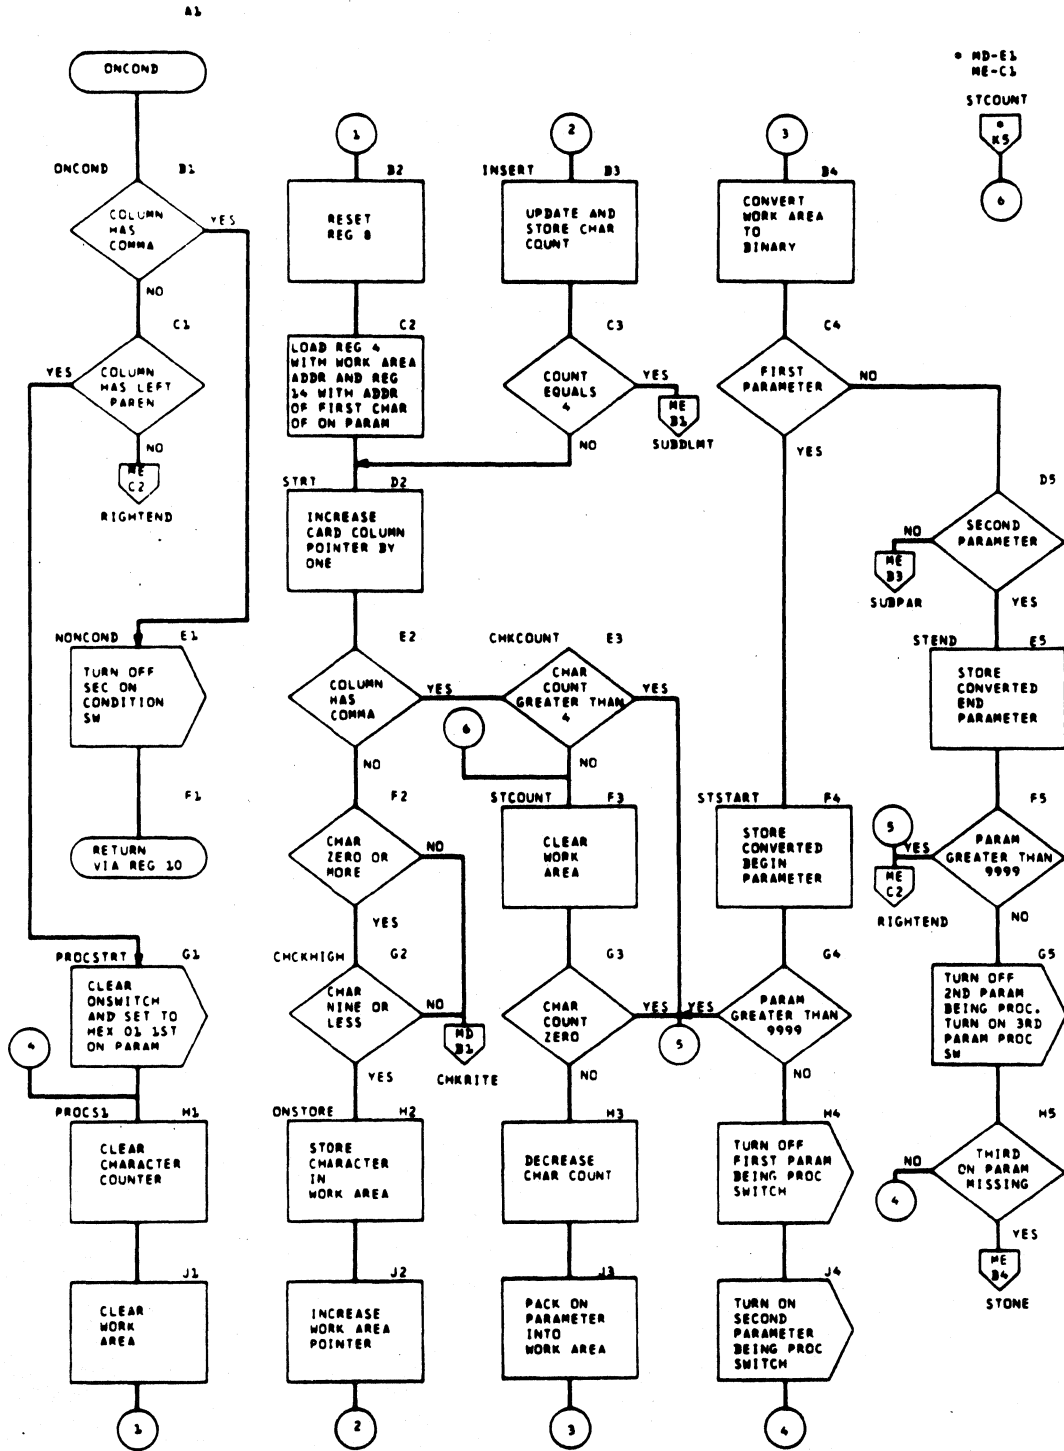 A1
ONCOND
ONCOND B1
COLUMN
HAS
COMMA
YES
NO
C1
YES
COLUMN
HAS LEFT
PAREN
NO
ME
C2
RIGHTEND
NONCOND E1
TURN OFF
SEC ON
CONDITION
SW
F1
RETURN
VIA REG 10
PROCSTRT G1
CLEAR
ONSWITCH
AND SET TO
HEX 01 1ST
ON PARAM
4
PROCS1 H1
CLEAR
CHARACTER
COUNTER
J1
CLEAR
WORK
AREA
1
1
B2
RESET
REG 8
C2
LOAD REG 4
WITH WORK AREA
ADDR AND REG
14 WITH ADDR
OF FIRST CHAR
OF ON PARAM
STRT D2
INCREASE
CARD COLUMN
POINTER BY
ONE
E2
COLUMN
HAS
COMMA
YES
NO
F2
CHAR
ZERO OR
MORE
NO
YES
CHCKHIGH G2
CHAR
NINE OR
LESS
NO
MD
B1
CHKRITE
YES
ONSTORE H2
STORE
CHARACTER
IN
WORK AREA
J2
INCREASE
WORK AREA
POINTER
2
2
INSERT B3
UPDATE AND
STORE CHAR
COUNT
C3
COUNT
EQUALS
4
YES
ME
B1
SUBDLMT
NO
CHKCOUNT E3
CHAR
COUNT
GREATER THAN
4
YES
6
NO
STCOUNT F3
CLEAR
WORK
AREA
G3
CHAR
COUNT
ZERO
YES
5
NO
H3
DECREASE
CHAR COUNT
J3
PACK ON
PARAMETER
INTO
WORK AREA
3
3
B4
CONVERT
WORK AREA
TO
BINARY
C4
FIRST
PARAMETER
NO
YES
STSTART F4
STORE
CONVERTED
BEGIN
PARAMETER
G4
YES
PARAM
GREATER THAN
9999
NO
H4
TURN OFF
FIRST PARAM
BEING PROC
SWITCH
J4
TURN ON
SECOND
PARAMETER
BEING PROC
SWITCH
4
* MD-E1
ME-C1
STCOUNT
*
K5
6
D5
NO
SECOND
PARAMETER
ME
B3
SUBPAR
YES
STEND E5
STORE
CONVERTED
END
PARAMETER
F5
5
YES
PARAM
GREATER THAN
9999
ME
C2
RIGHTEND
NO
G5
TURN OFF
2ND PARAM
BEING PROC.
TURN ON 3RD
PARAM PROC
SW
H5
NO
THIRD
ON PARAM
MISSING
4
YES
ME
B4
STONE